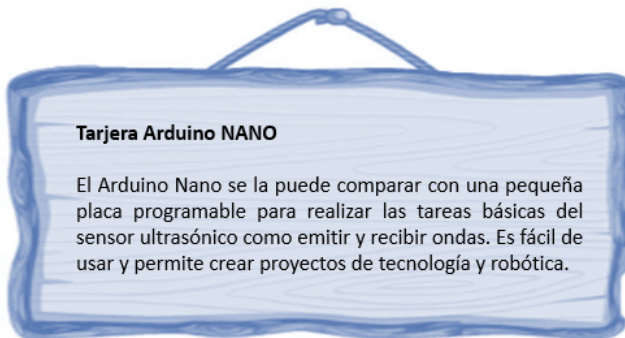 Tarjera Arduino NANO
El Arduino Nano se la puede comparar con una pequeña
placa programable para realizar las tareas básicas del
sensor ultrasónico como emitir y recibir ondas. Es fácil de
usar y permite crear proyectos de tecnología y robótica.